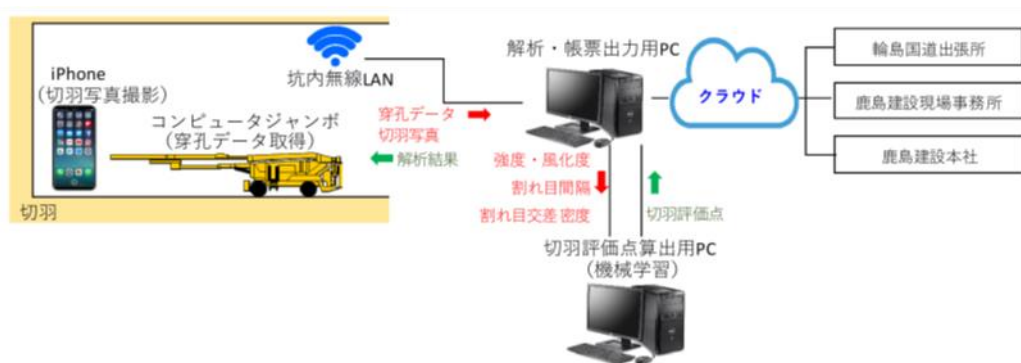 iPhone
(切羽写真撮影)
コンピュータジャンボ
(穿孔データ取得)
切羽
坑内無線LAN
穿孔データ
切羽写真
解析結果
解析・帳票出力用PC
強度・風化度
割れ目間隔
割れ目交差 密度
切羽評価点
切羽評価点算出用PC
(機械学習)
クラウド
輪島国道出張所
鹿島建設現場事務所
鹿島建設本社